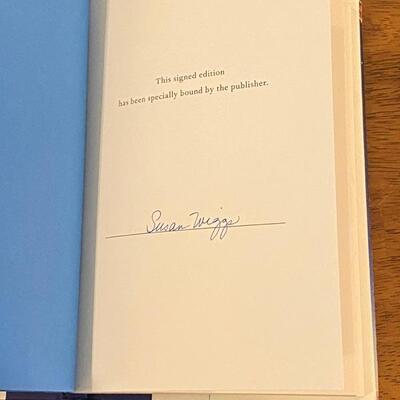 This signed edition
has been specially bound by the publisher.
Susan Wiggs